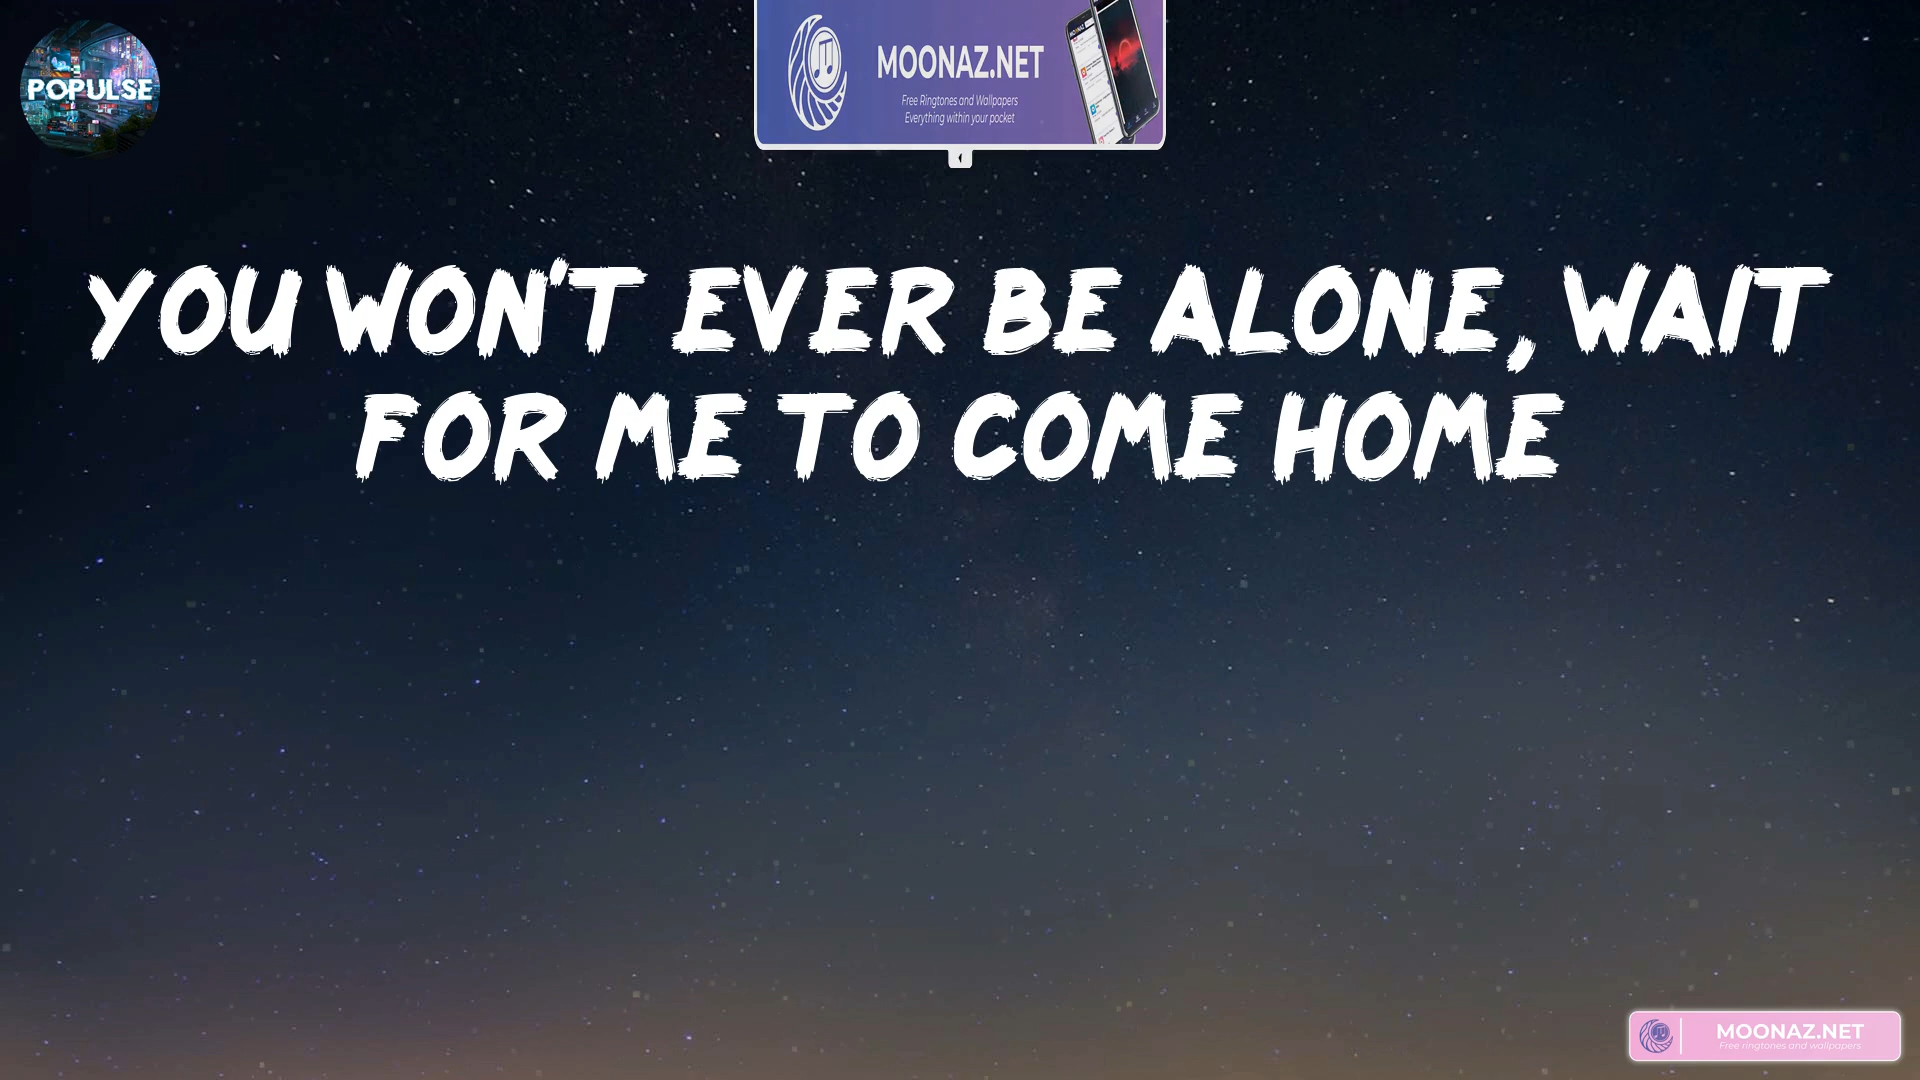 POPULSE
MOONAZ.NET
Free Ringtones and Wallpapers
Everything within your pocket
YOU WON'T EVER BE ALONE, WAIT
FOR ME TO COME HOME
MOONAZ.NET
Free ringtones and wallpapers